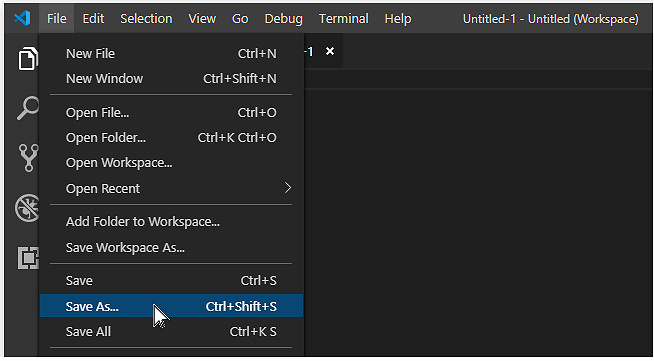 File Edit Selection View Go Debug Terminal Help Untitled-1 - Untitled (Workspace)
-1
New File Ctrl+N
New Window Ctrl+Shift+N
Open File... Ctrl+O
Open Folder... Ctrl+K Ctrl+O
Open Workspace...
Open Recent
Add Folder to Workspace...
Save Workspace As...
Save Ctrl+S
Save As... Ctrl+Shift+S
Save All Ctrl+K S